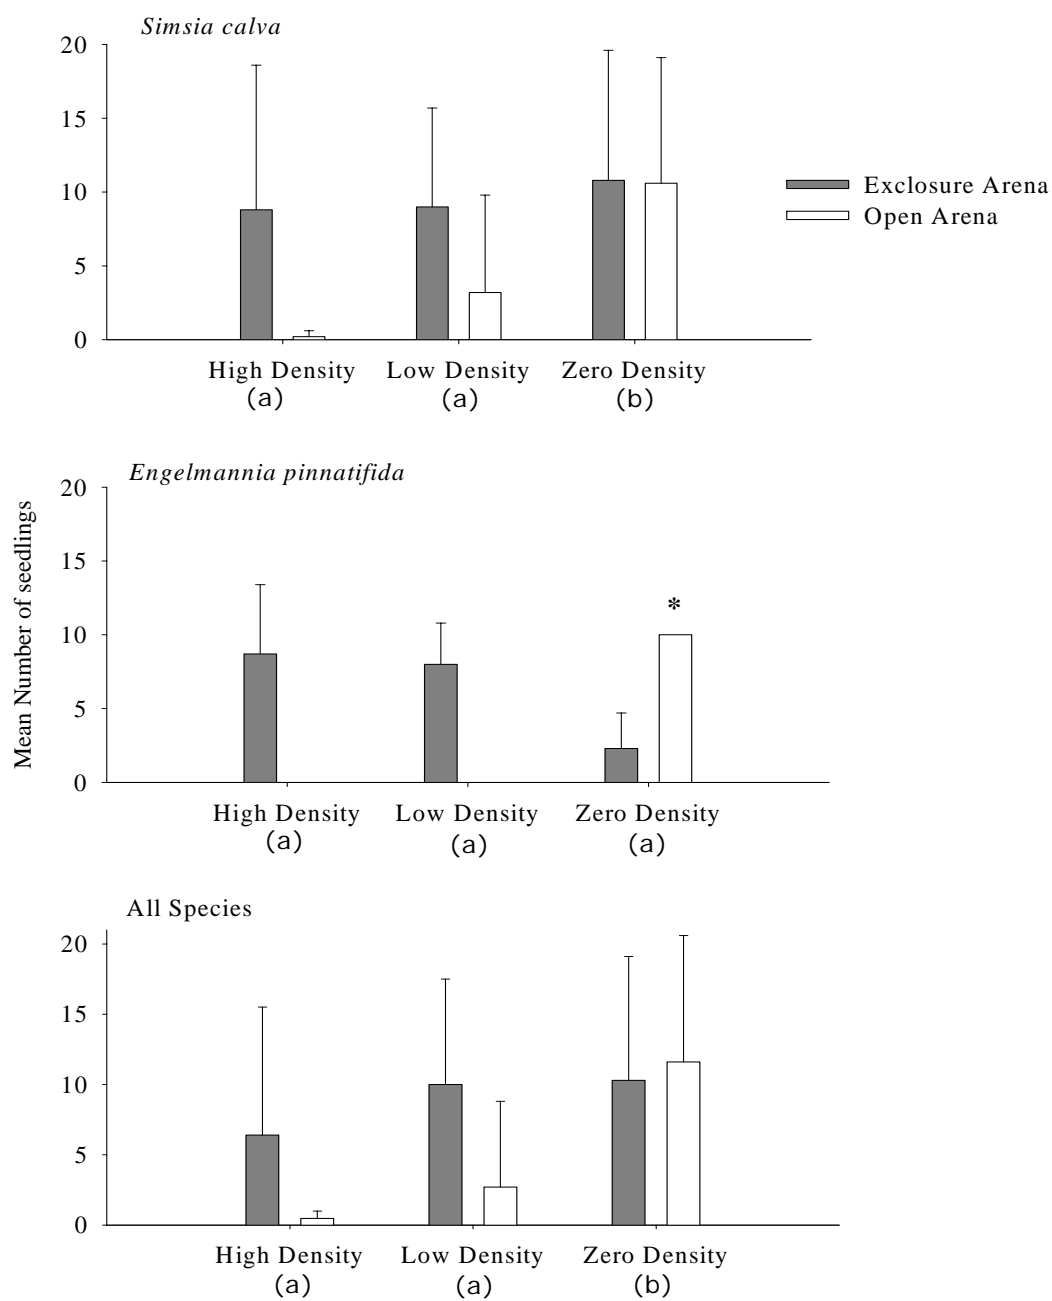 Simsia calva
20
15
10
5
0
Exclosure Arena
Open Arena
High Density Low Density Zero Density
(a) (a) (b)
Engelmannia pinnatifida
Mean Number of seedlings
20
15
10
5
0
*
High Density Low Density Zero Density
(a) (a) (a)
All Species
20
15
10
5
0
High Density Low Density Zero Density
(a) (a) (b)